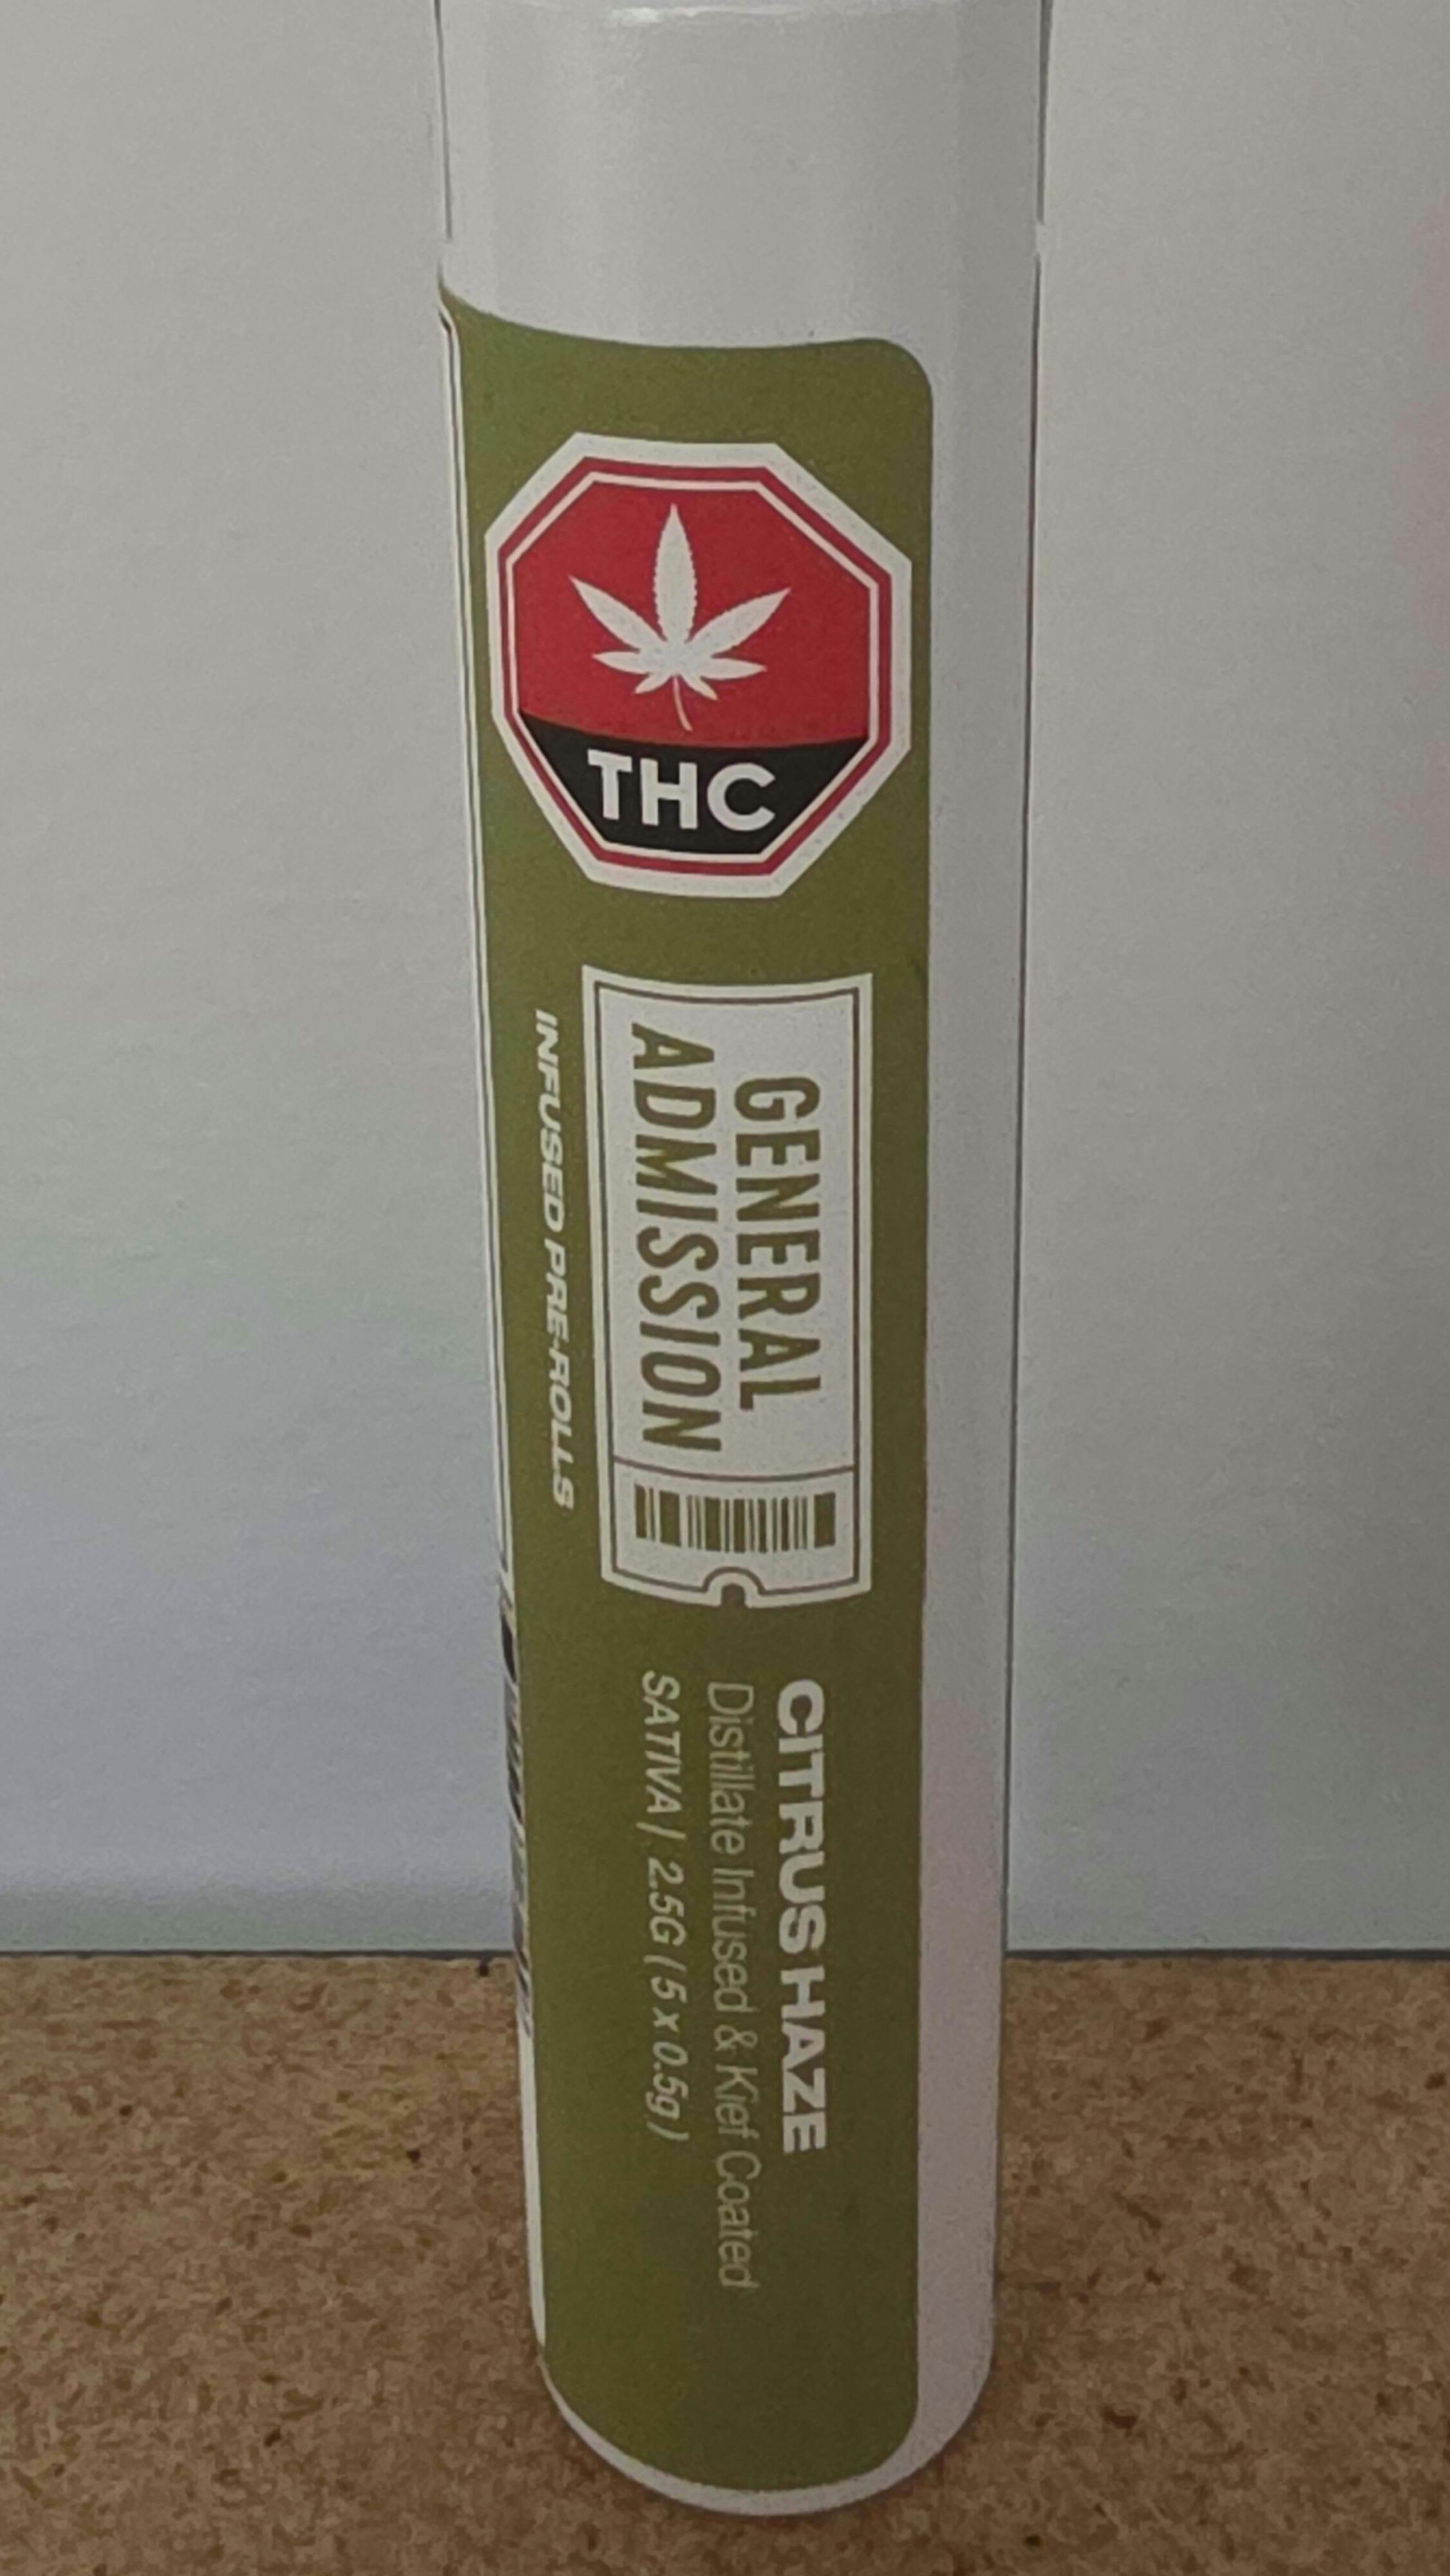 THC
GENERAL
ADMISSION
INFUSED PRE-ROLLS
CITRUS HAZE
Distillate Infused & Kief Coated
SATIVA | 2.5G ( 5 x 0.5g )